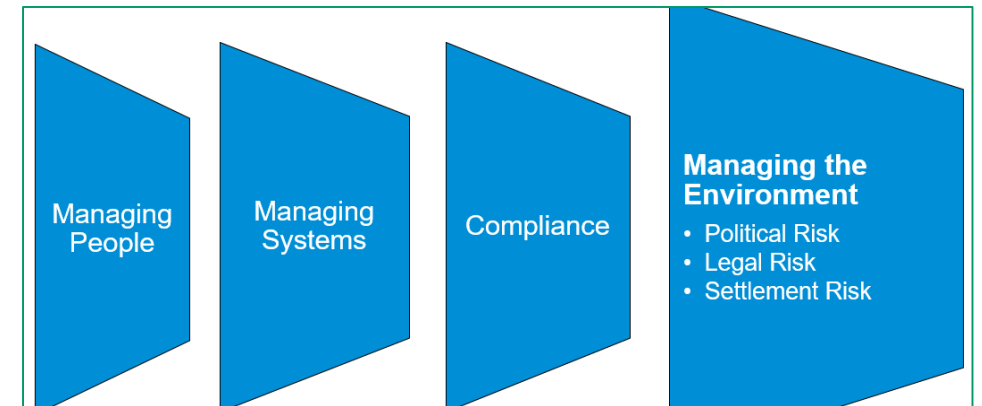 Managing
People
Managing
Systems
Compliance
Managing the
Environment
• Political Risk
• Legal Risk
• Settlement Risk